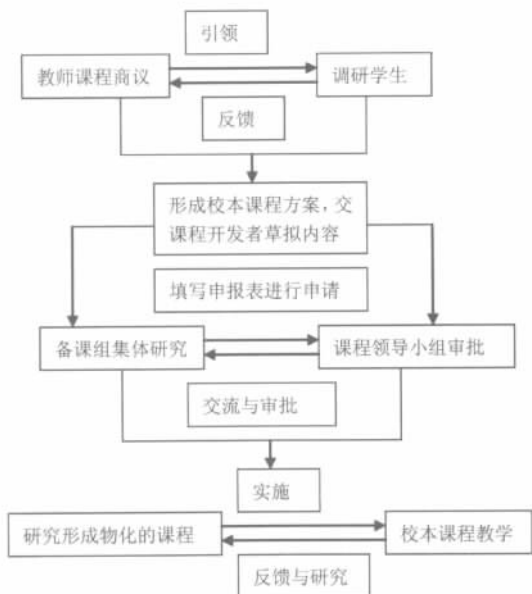 引领
教师课程商议
调研学生
反馈
形成校本课程方案，交
课程开发者草拟内容
填写申报表进行申请
备课组集体研究
课程领导小组审批
交流与审批
实施
研究形成物化的课程
校本课程教学
反馈与研究